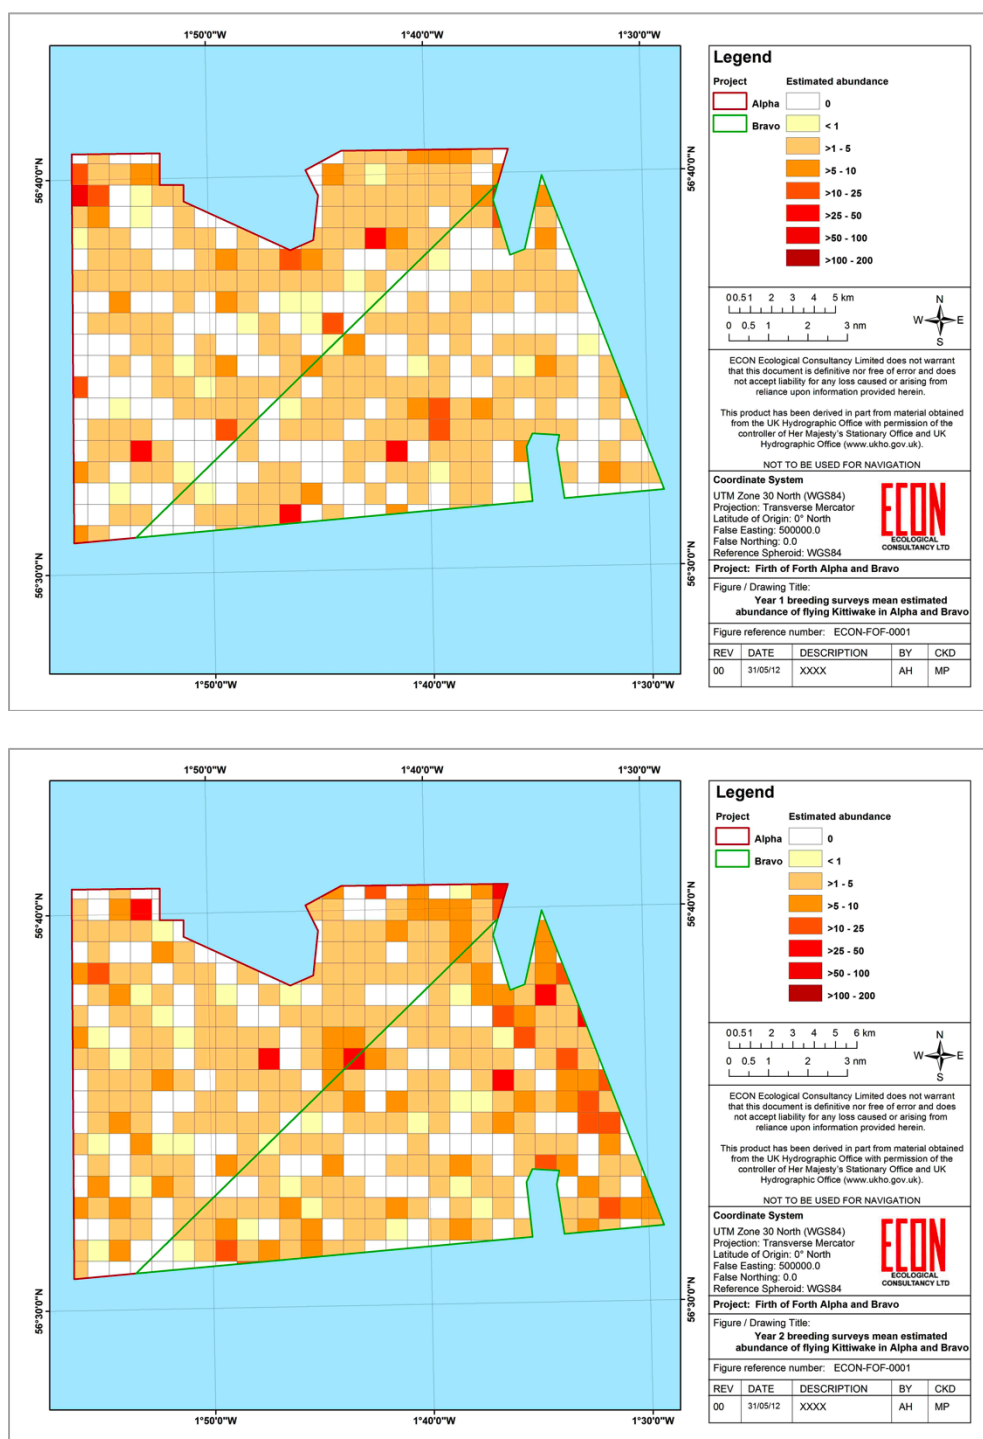 1°50'0"W 1°40'0"W 1°30'0"W
56°40'0"N 56°40'0"N
56°30'0"N 56°30'0"N
1°50'0"W 1°40'0"W 1°30'0"W
Legend
Project Estimated abundance
Alpha 0
Bravo < 1
>1 - 5
>5 - 10
>10 - 25
>25 - 50
>50 - 100
>100 - 200
0 0.5 1 2 3 4 5 km
0 0.5 1 2 3 nm
N
W E
S
ECON Ecological Consultancy Limited does not warrant
that this document is definitive nor free of error and does
not accept liability for any loss caused or arising from
reliance upon information provided herein.
This product has been derived in part from material obtained
from the UK Hydrographic Office with permission of the
controller of Her Majesty's Stationary Office and UK
Hydrographic Office (www.ukho.gov.uk).
NOT TO BE USED FOR NAVIGATION
Coordinate System
UTM Zone 30 North (WGS84)
Projection: Transverse Mercator
Latitude of Origin: 0° North
False Easting: 500000.0
False Northing: 0.0
Reference Spheroid: WGS84
ECON
ECOLOGICAL
CONSULTANCY LTD
Project: Firth of Forth Alpha and Bravo
Figure / Drawing Title:
Year 1 breeding surveys mean estimated
abundance of flying Kittiwake in Alpha and Bravo
Figure reference number: ECON-FOF-0001
REV DATE DESCRIPTION BY CKD
00 31/05/12 XXXX AH MP
1°50'0"W 1°40'0"W 1°30'0"W
56°40'0"N 56°40'0"N
56°30'0"N 56°30'0"N
1°50'0"W 1°40'0"W 1°30'0"W
Legend
Project Estimated abundance
Alpha 0
Bravo < 1
>1 - 5
>5 - 10
>10 - 25
>25 - 50
>50 - 100
>100 - 200
0 0.5 1 2 3 4 5 6 km
0 0.5 1 2 3 nm
N
W E
S
ECON Ecological Consultancy Limited does not warrant
that this document is definitive nor free of error and does
not accept liability for any loss caused or arising from
reliance upon information provided herein.
This product has been derived in part from material obtained
from the UK Hydrographic Office with permission of the
controller of Her Majesty's Stationary Office and UK
Hydrographic Office (www.ukho.gov.uk).
NOT TO BE USED FOR NAVIGATION
Coordinate System
UTM Zone 30 North (WGS84)
Projection: Transverse Mercator
Latitude of Origin: 0° North
False Easting: 500000.0
False Northing: 0.0
Reference Spheroid: WGS84
ECON
ECOLOGICAL
CONSULTANCY LTD
Project: Firth of Forth Alpha and Bravo
Figure / Drawing Title:
Year 2 breeding surveys mean estimated
abundance of flying Kittiwake in Alpha and Bravo
Figure reference number: ECON-FOF-0001
REV DATE DESCRIPTION BY CKD
00 31/05/12 XXXX AH MP